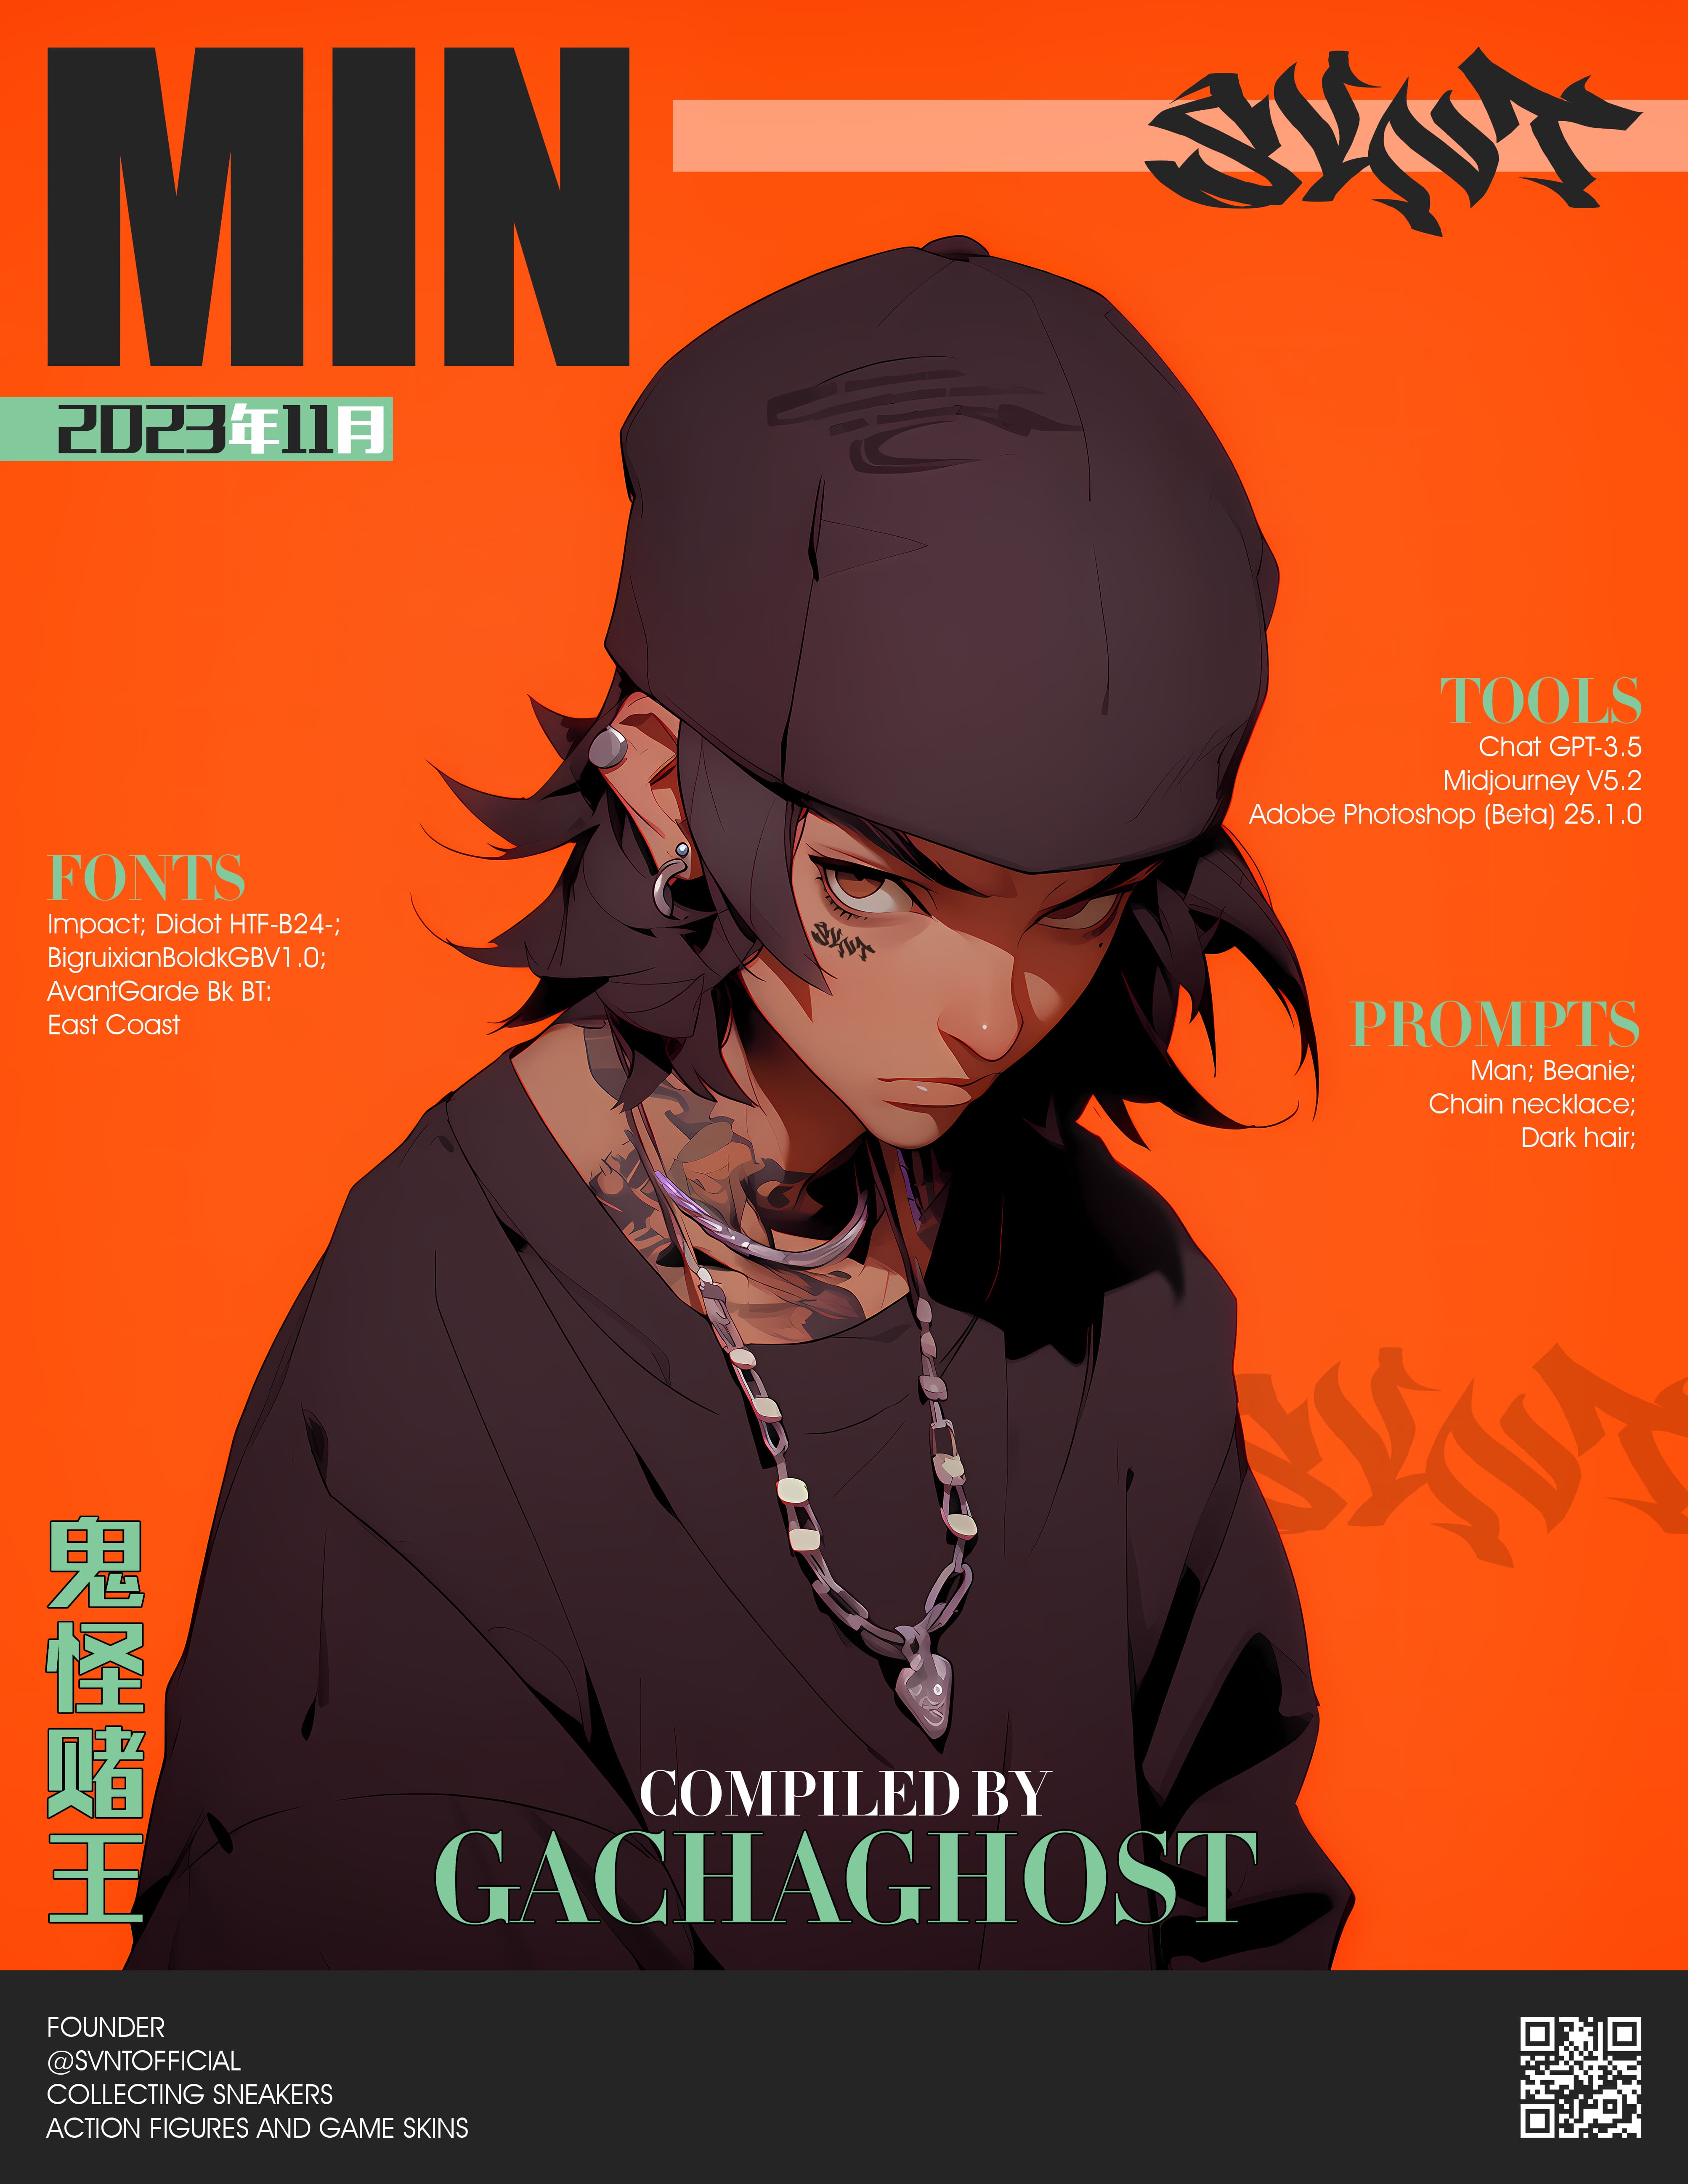 MIN
SVNT
2023年11月
TOOLS
Chat GPT-3.5
Midjourney V5.2
Adobe Photoshop (Beta) 25.1.0
FONTS
Impact; Didot HTF-B24-;
BigruixianBoldkGBV1.0;
AvantGarde Bk BT:
East Coast
SVNT
PROMPTS
Man; Beanie;
Chain necklace;
Dark hair;
SVNT
鬼怪赌王
COMPILED BY
GACHAGHOST
FOUNDER
@SVNTOFFICIAL
COLLECTING SNEAKERS
ACTION FIGURES AND GAME SKINS